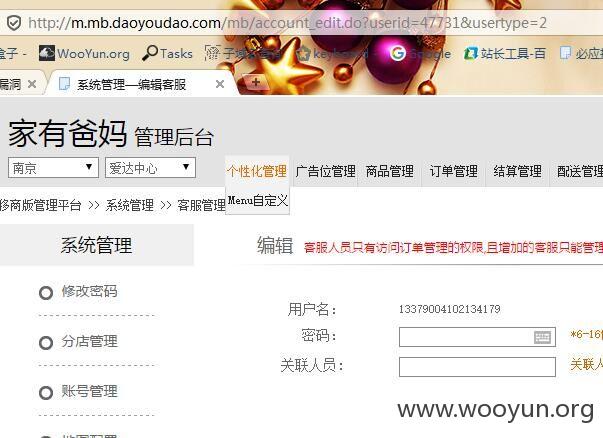 http://m.mb.daoyoudao.com/mb/account_edit.do?userid=47731&usertype=2
盒子 WooYun.org Tasks Google 站长工具-百 必应
漏洞 × 系统管理—编辑客服 × +
家有爸妈 管理后台
南京 爱达中心 个性化管理 广告位管理 商品管理 订单管理 结算管理 配送管理
Menu自定义
移商版管理平台 >> 系统管理 >> 客服管理
系统管理
编辑 客服人员只有访问订单管理的权限,且增加的客服只能管理
修改密码
分店管理
账号管理
用户名: 13379004102134179
密码: *6-16
关联人员: 关联人
www.wooyun.org